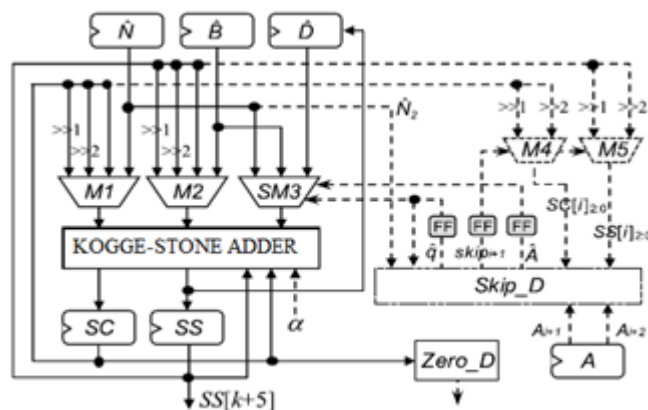 N̂ B̂ D̂
>>1 >>2 >>1 >>2 N̂₂ >>1 >>2 >>1 >>2
M4 M5
M1 M2 SM3
SC[i]₂:₀ SS[i]₂:₀
FF FF FF
KOGGE-STONE ADDER
q̂ skipᵢ₊₁ Â
Skip_D
α
SC SS
Aᵢ₊₁ Aᵢ₊₂
Zero_D A
SS[k+5]